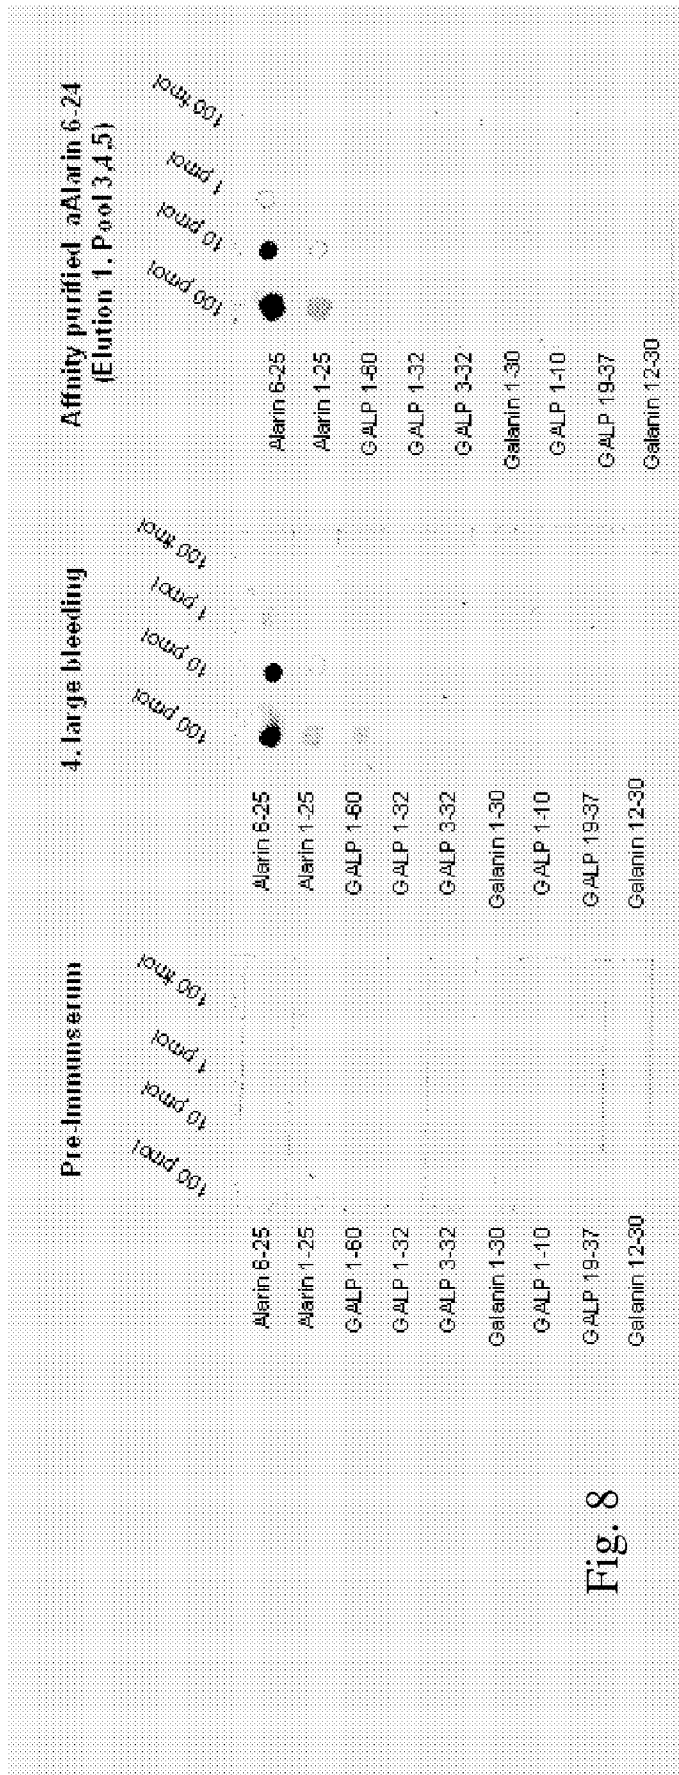 Pre-Immunserum
100 pmol
10 pmol
1 pmol
100 fmol
Alarin 6-25
Alarin 1-25
GALP 1-60
GALP 1-32
GALP 3-32
Galanin 1-30
GALP 1-10
GALP 19-37
Galanin 12-30
4. large bleeding
100 pmol
10 pmol
1 pmol
100 fmol
Alarin 6-25
Alarin 1-25
GALP 1-60
GALP 1-32
GALP 3-32
Galanin 1-30
GALP 1-10
GALP 19-37
Galanin 12-30
Affinity purified aAlarin 6-24
(Elution 1, Pool 3,4,5)
100 pmol
10 pmol
1 pmol
100 fmol
Alarin 6-25
Alarin 1-25
GALP 1-60
GALP 1-32
GALP 3-32
Galanin 1-30
GALP 1-10
GALP 19-37
Galanin 12-30
Fig. 8